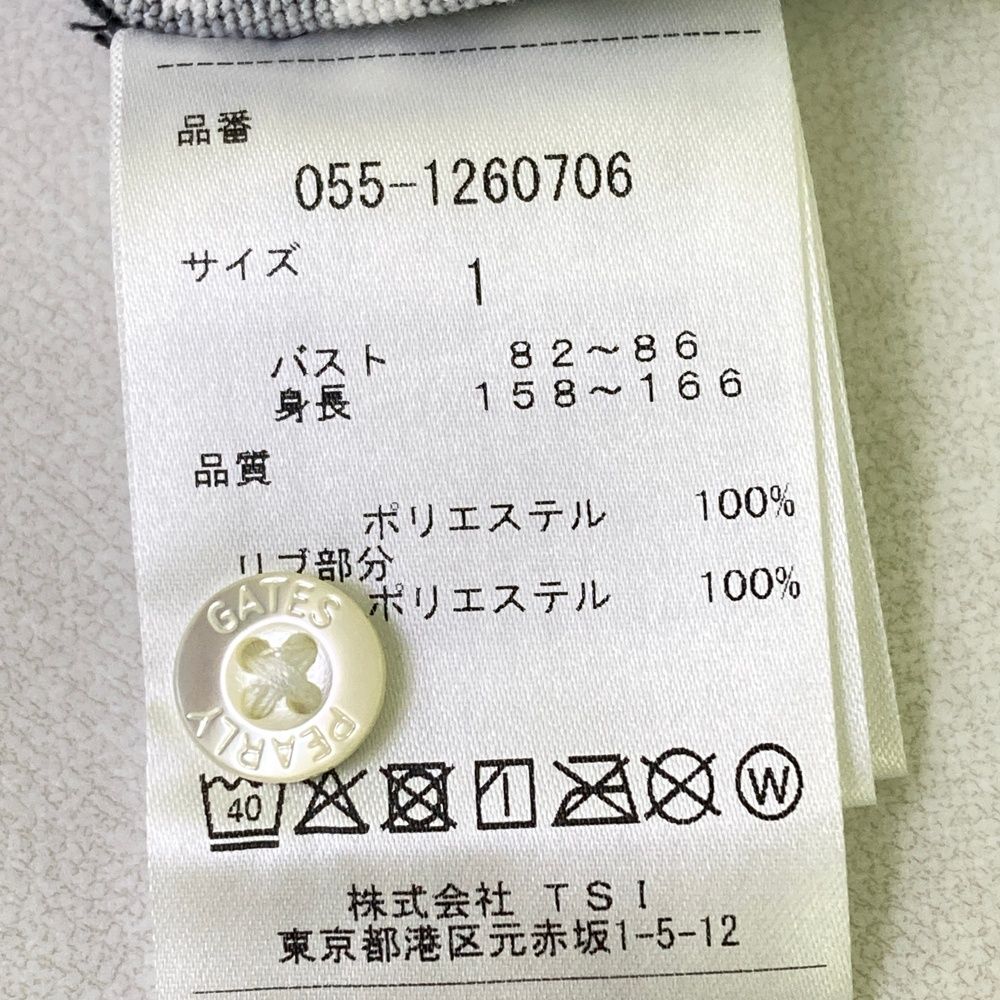 品番
055-1260706
サイズ 1
バスト 82~86
身長 158~166
品質
ポリエステル 100%
リブ部分
ポリエステル 100%
GATES
PEARLY
40
W
株式会社 TSI
東京都港区元赤坂1-5-12